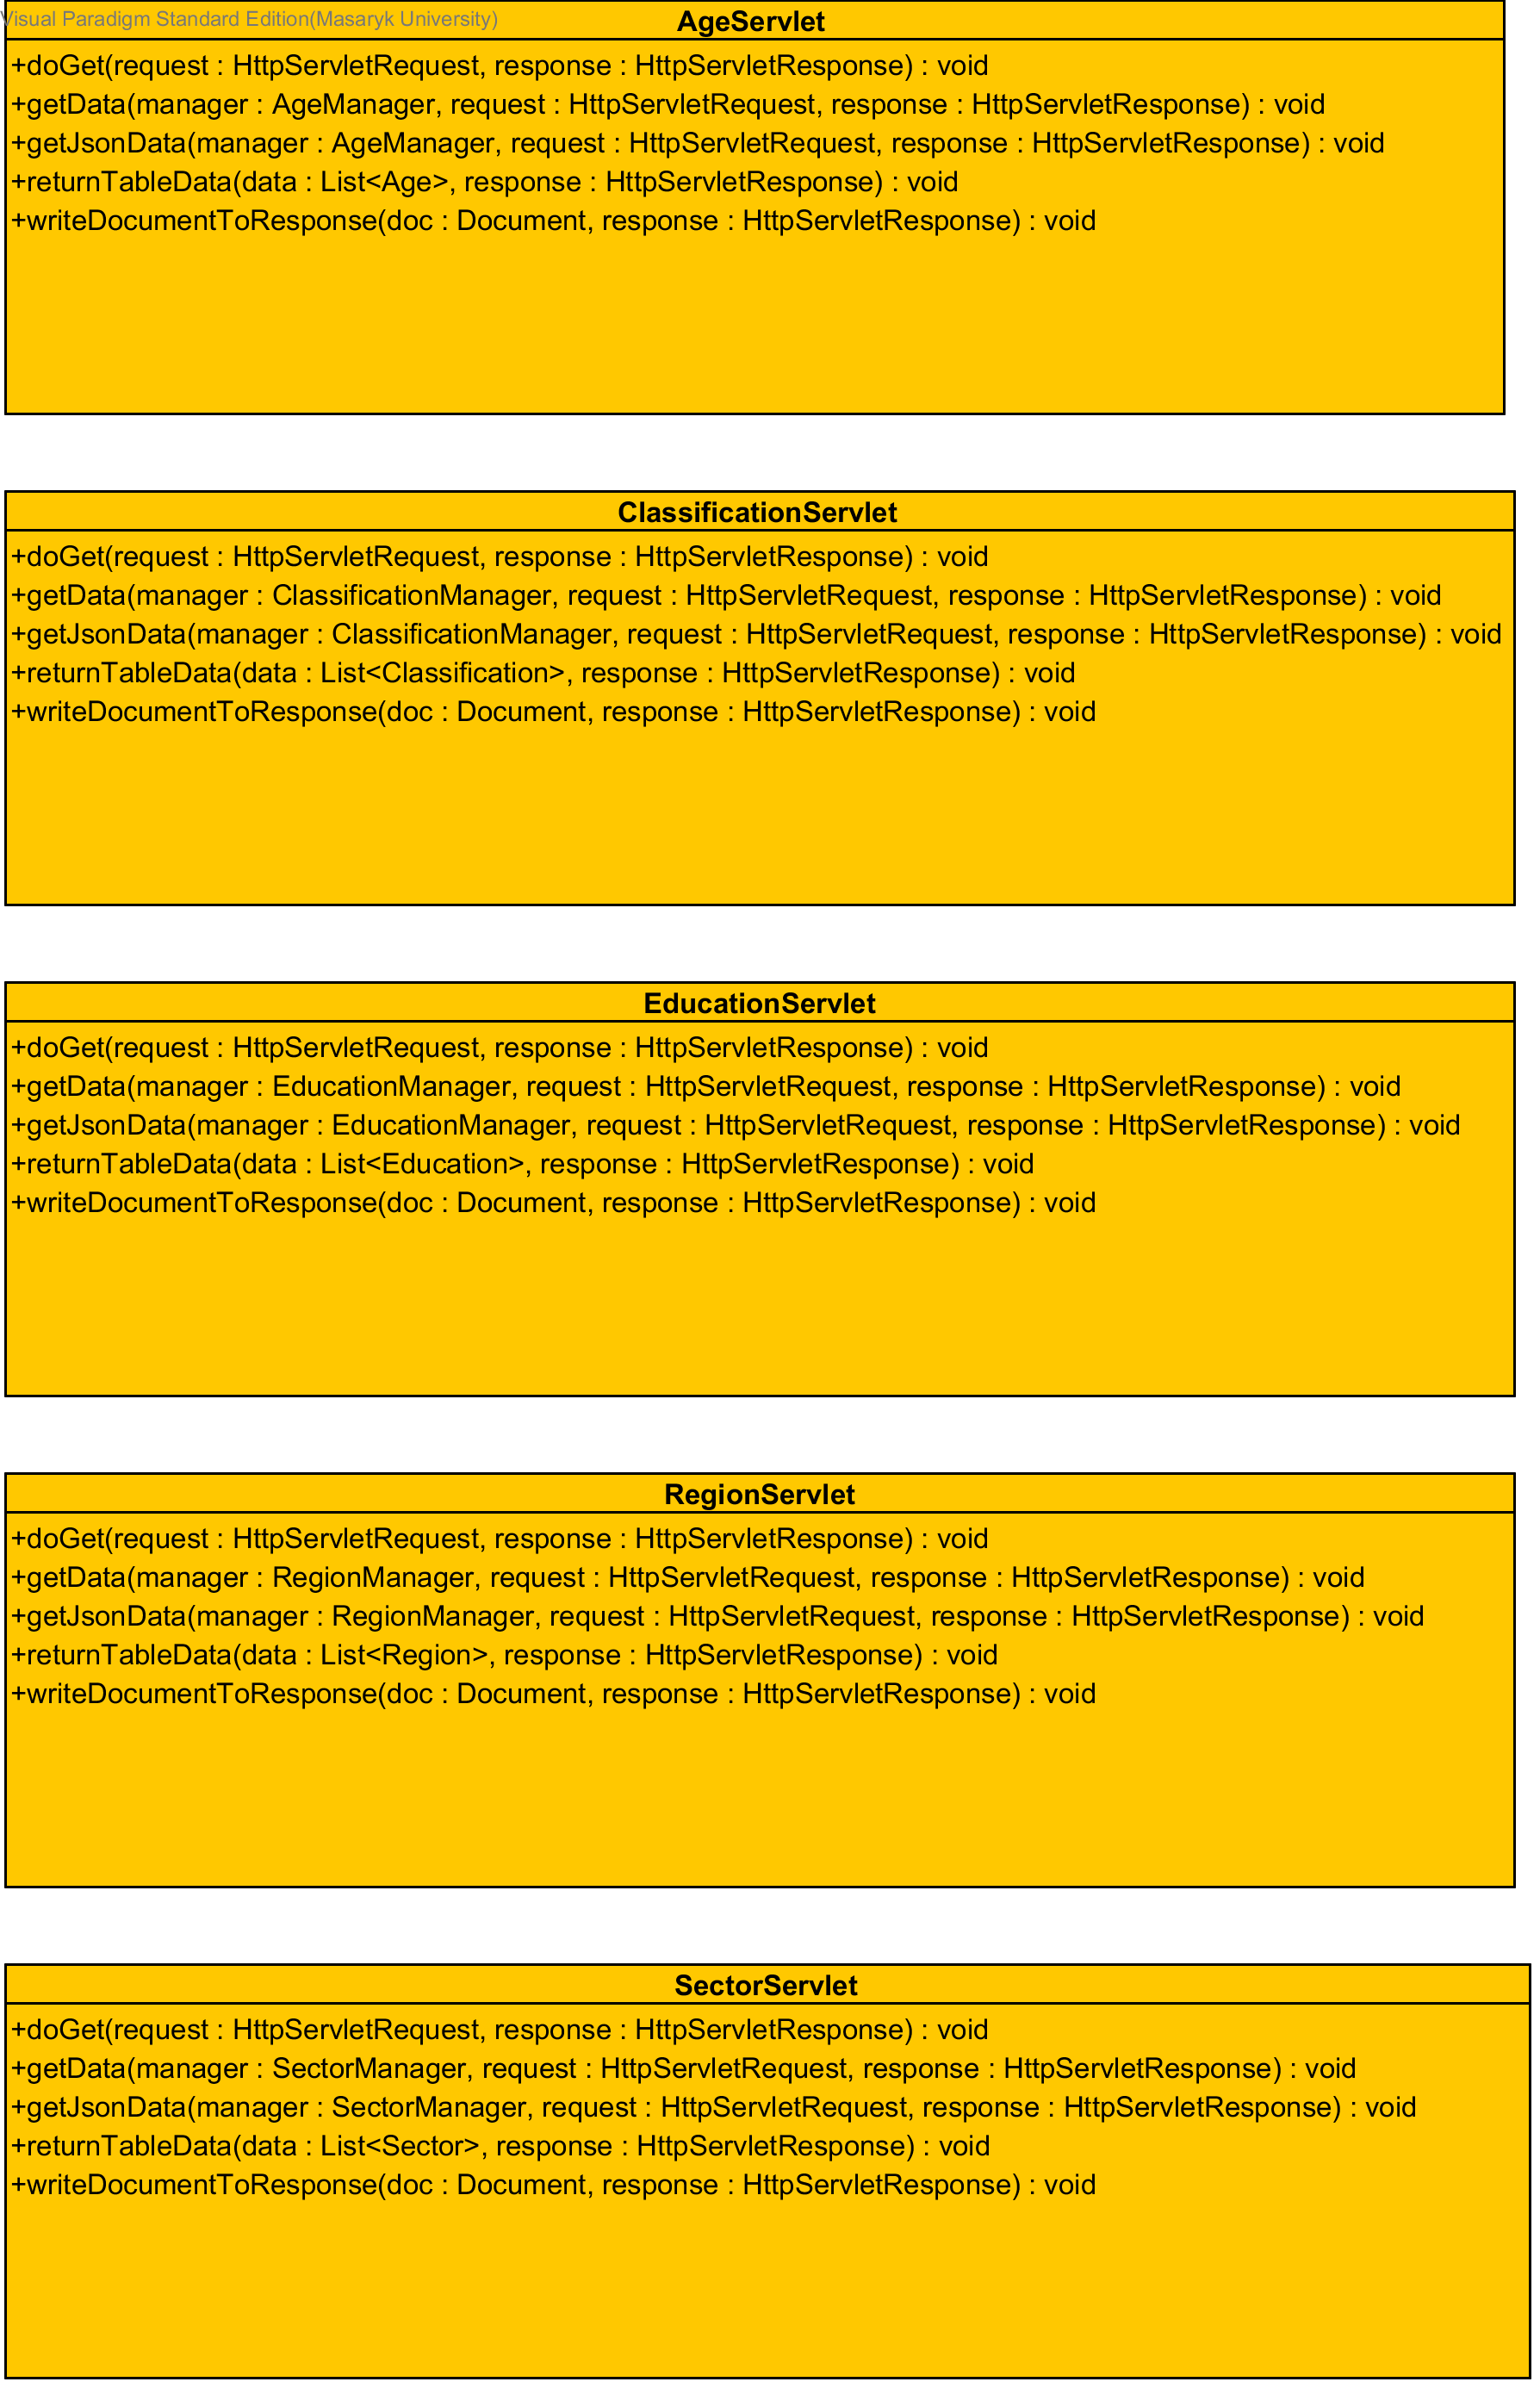 Visual Paradigm Standard Edition(Masaryk University)
AgeServlet
+doGet(request : HttpServletRequest, response : HttpServletResponse) : void
+getData(manager : AgeManager, request : HttpServletRequest, response : HttpServletResponse) : void
+getJsonData(manager : AgeManager, request : HttpServletRequest, response : HttpServletResponse) : void
+returnTableData(data : List<Age>, response : HttpServletResponse) : void
+writeDocumentToResponse(doc : Document, response : HttpServletResponse) : void
ClassificationServlet
+doGet(request : HttpServletRequest, response : HttpServletResponse) : void
+getData(manager : ClassificationManager, request : HttpServletRequest, response : HttpServletResponse) : void
+getJsonData(manager : ClassificationManager, request : HttpServletRequest, response : HttpServletResponse) : void
+returnTableData(data : List<Classification>, response : HttpServletResponse) : void
+writeDocumentToResponse(doc : Document, response : HttpServletResponse) : void
EducationServlet
+doGet(request : HttpServletRequest, response : HttpServletResponse) : void
+getData(manager : EducationManager, request : HttpServletRequest, response : HttpServletResponse) : void
+getJsonData(manager : EducationManager, request : HttpServletRequest, response : HttpServletResponse) : void
+returnTableData(data : List<Education>, response : HttpServletResponse) : void
+writeDocumentToResponse(doc : Document, response : HttpServletResponse) : void
RegionServlet
+doGet(request : HttpServletRequest, response : HttpServletResponse) : void
+getData(manager : RegionManager, request : HttpServletRequest, response : HttpServletResponse) : void
+getJsonData(manager : RegionManager, request : HttpServletRequest, response : HttpServletResponse) : void
+returnTableData(data : List<Region>, response : HttpServletResponse) : void
+writeDocumentToResponse(doc : Document, response : HttpServletResponse) : void
SectorServlet
+doGet(request : HttpServletRequest, response : HttpServletResponse) : void
+getData(manager : SectorManager, request : HttpServletRequest, response : HttpServletResponse) : void
+getJsonData(manager : SectorManager, request : HttpServletRequest, response : HttpServletResponse) : void
+returnTableData(data : List<Sector>, response : HttpServletResponse) : void
+writeDocumentToResponse(doc : Document, response : HttpServletResponse) : void